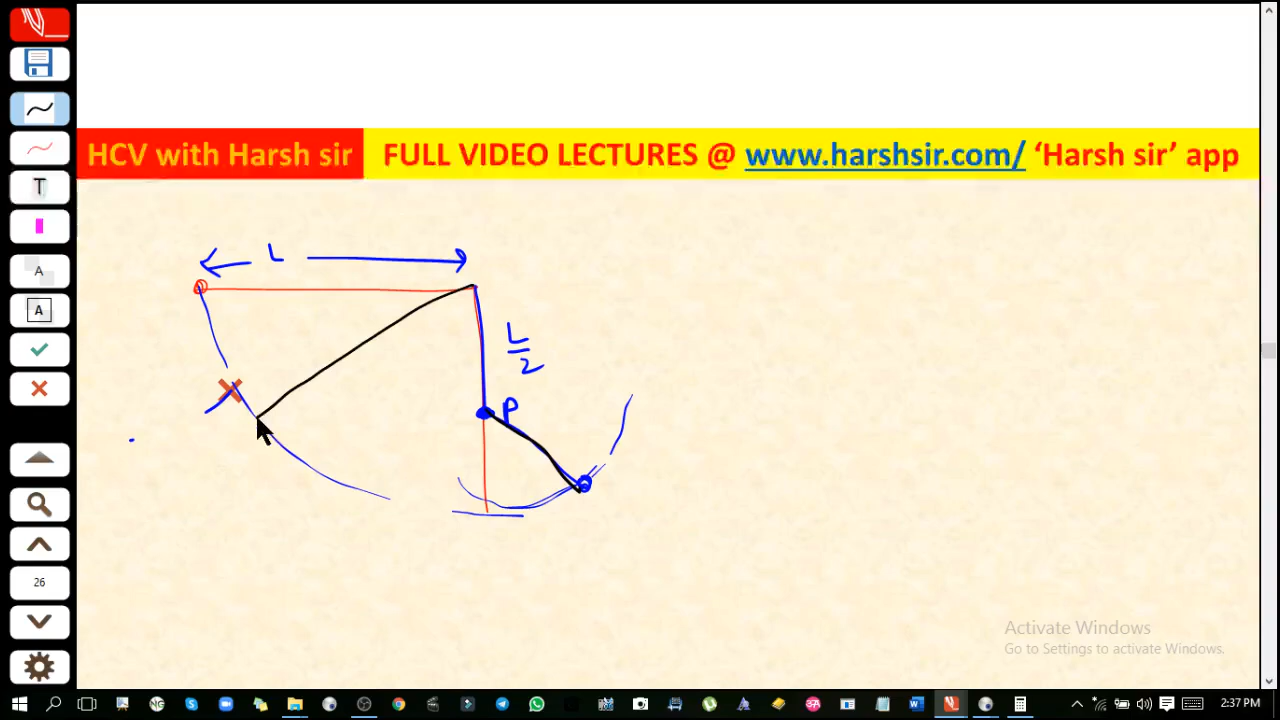 HCV with Harsh sir FULL VIDEO LECTURES @ www.harshsir.com/ ‘Harsh sir’ app
T
A
A
26
L
L
2
P
Activate Windows
Go to Settings to activate Windows.
2:37 PM